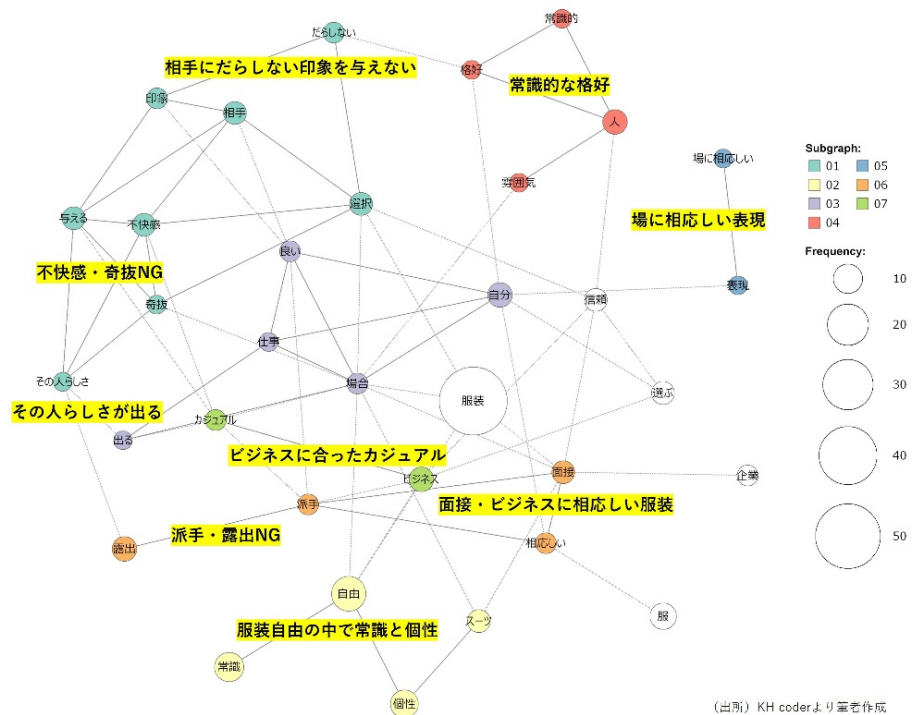 常識的
だらしない
相手にだらしない印象を与えない
格好
常識的な格好
印象
相手
人
Subgraph:
01 05
02 06
03 07
04
場に相応しい
雰囲気
選択
与える
不快感
場に相応しい表現
Frequency:
良い
不快感・奇抜NG
10
表現
自分
信頼
奇抜
20
仕事
その人らしさ
場合
30
選ぶ
服装
その人らしさが出る
カジュアル
出る
ビジネスに合ったカジュアル
40
面接
企業
ビジネス
派手
面接・ビジネスに相応しい服装
派手・露出NG
50
露出
相応しい
自由
服
スーツ
服装自由の中で常識と個性
常識
個性
（出所）KH coderより筆者作成